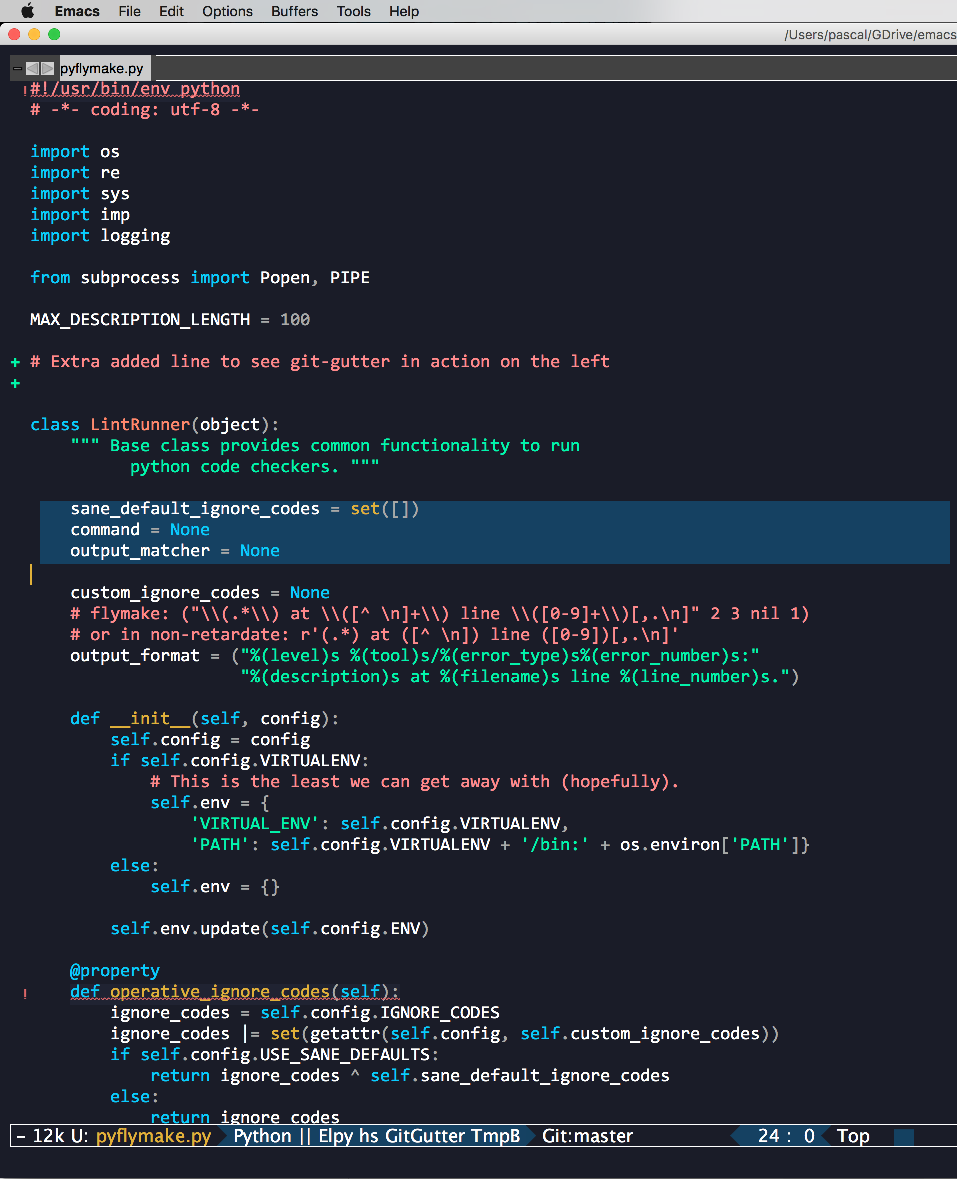 Emacs File Edit Options Buffers Tools Help
/Users/pascal/GDrive/emacs
pyflymake.py
#!/usr/bin/env python
# -*- coding: utf-8 -*-
import os
import re
import sys
import imp
import logging
from subprocess import Popen, PIPE
MAX_DESCRIPTION_LENGTH = 100
+ # Extra added line to see git-gutter in action on the left
+
class LintRunner(object):
    """ Base class provides common functionality to run
          python code checkers. """
    sane_default_ignore_codes = set([])
    command = None
    output_matcher = None
    custom_ignore_codes = None
    # flymake: ("\\(.*\\) at \\([^ \n]+\\) line \\([0-9]+\\)[,.\n]" 2 3 nil 1)
    # or in non-retardate: r'(.*) at ([^ \n]) line ([0-9])[,.\n]'
    output_format = ("%(level)s %(tool)s/%(error_type)s%(error_number)s:"
                     "%(description)s at %(filename)s line %(line_number)s.")
    def __init__(self, config):
        self.config = config
        if self.config.VIRTUALENV:
            # This is the least we can get away with (hopefully).
            self.env = {
                'VIRTUAL_ENV': self.config.VIRTUALENV,
                'PATH': self.config.VIRTUALENV + '/bin:' + os.environ['PATH']}
        else:
            self.env = {}
        self.env.update(self.config.ENV)
    @property
!    def operative_ignore_codes(self):
        ignore_codes = self.config.IGNORE_CODES
        ignore_codes |= set(getattr(self.config, self.custom_ignore_codes))
        if self.config.USE_SANE_DEFAULTS:
            return ignore_codes ^ self.sane_default_ignore_codes
        else:
            return ignore_codes
– 12k U: pyflymake.py Python || Elpy hs GitGutter TmpB Git:master 24 : 0 Top